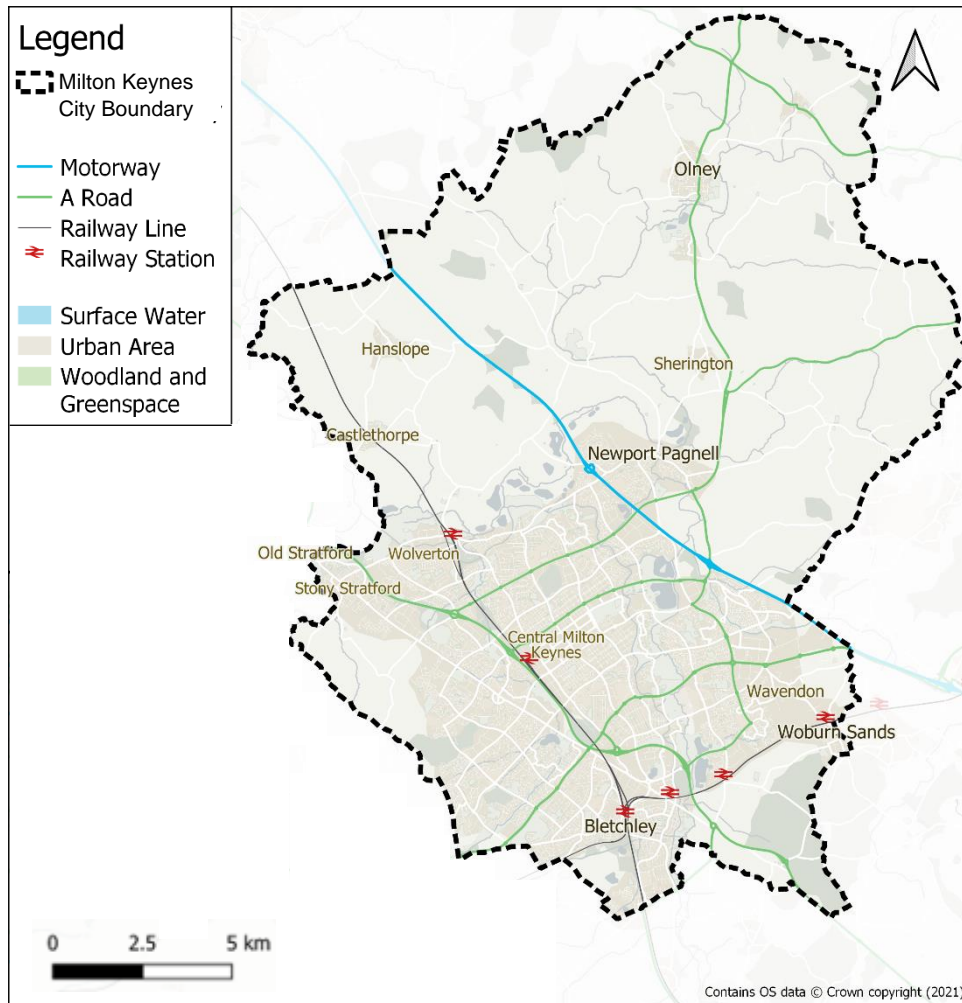 Legend
Milton Keynes
City Boundary
Motorway
A Road
Railway Line
Railway Station
Surface Water
Urban Area
Woodland and
Greenspace
Olney
Hanslope
Sherington
Castlethorpe
Newport Pagnell
Old Stratford
Wolverton
Stony Stratford
Central Milton
Keynes
Wavendon
Woburn Sands
Bletchley
0 2.5 5 km
Contains OS data © Crown copyright (2021)